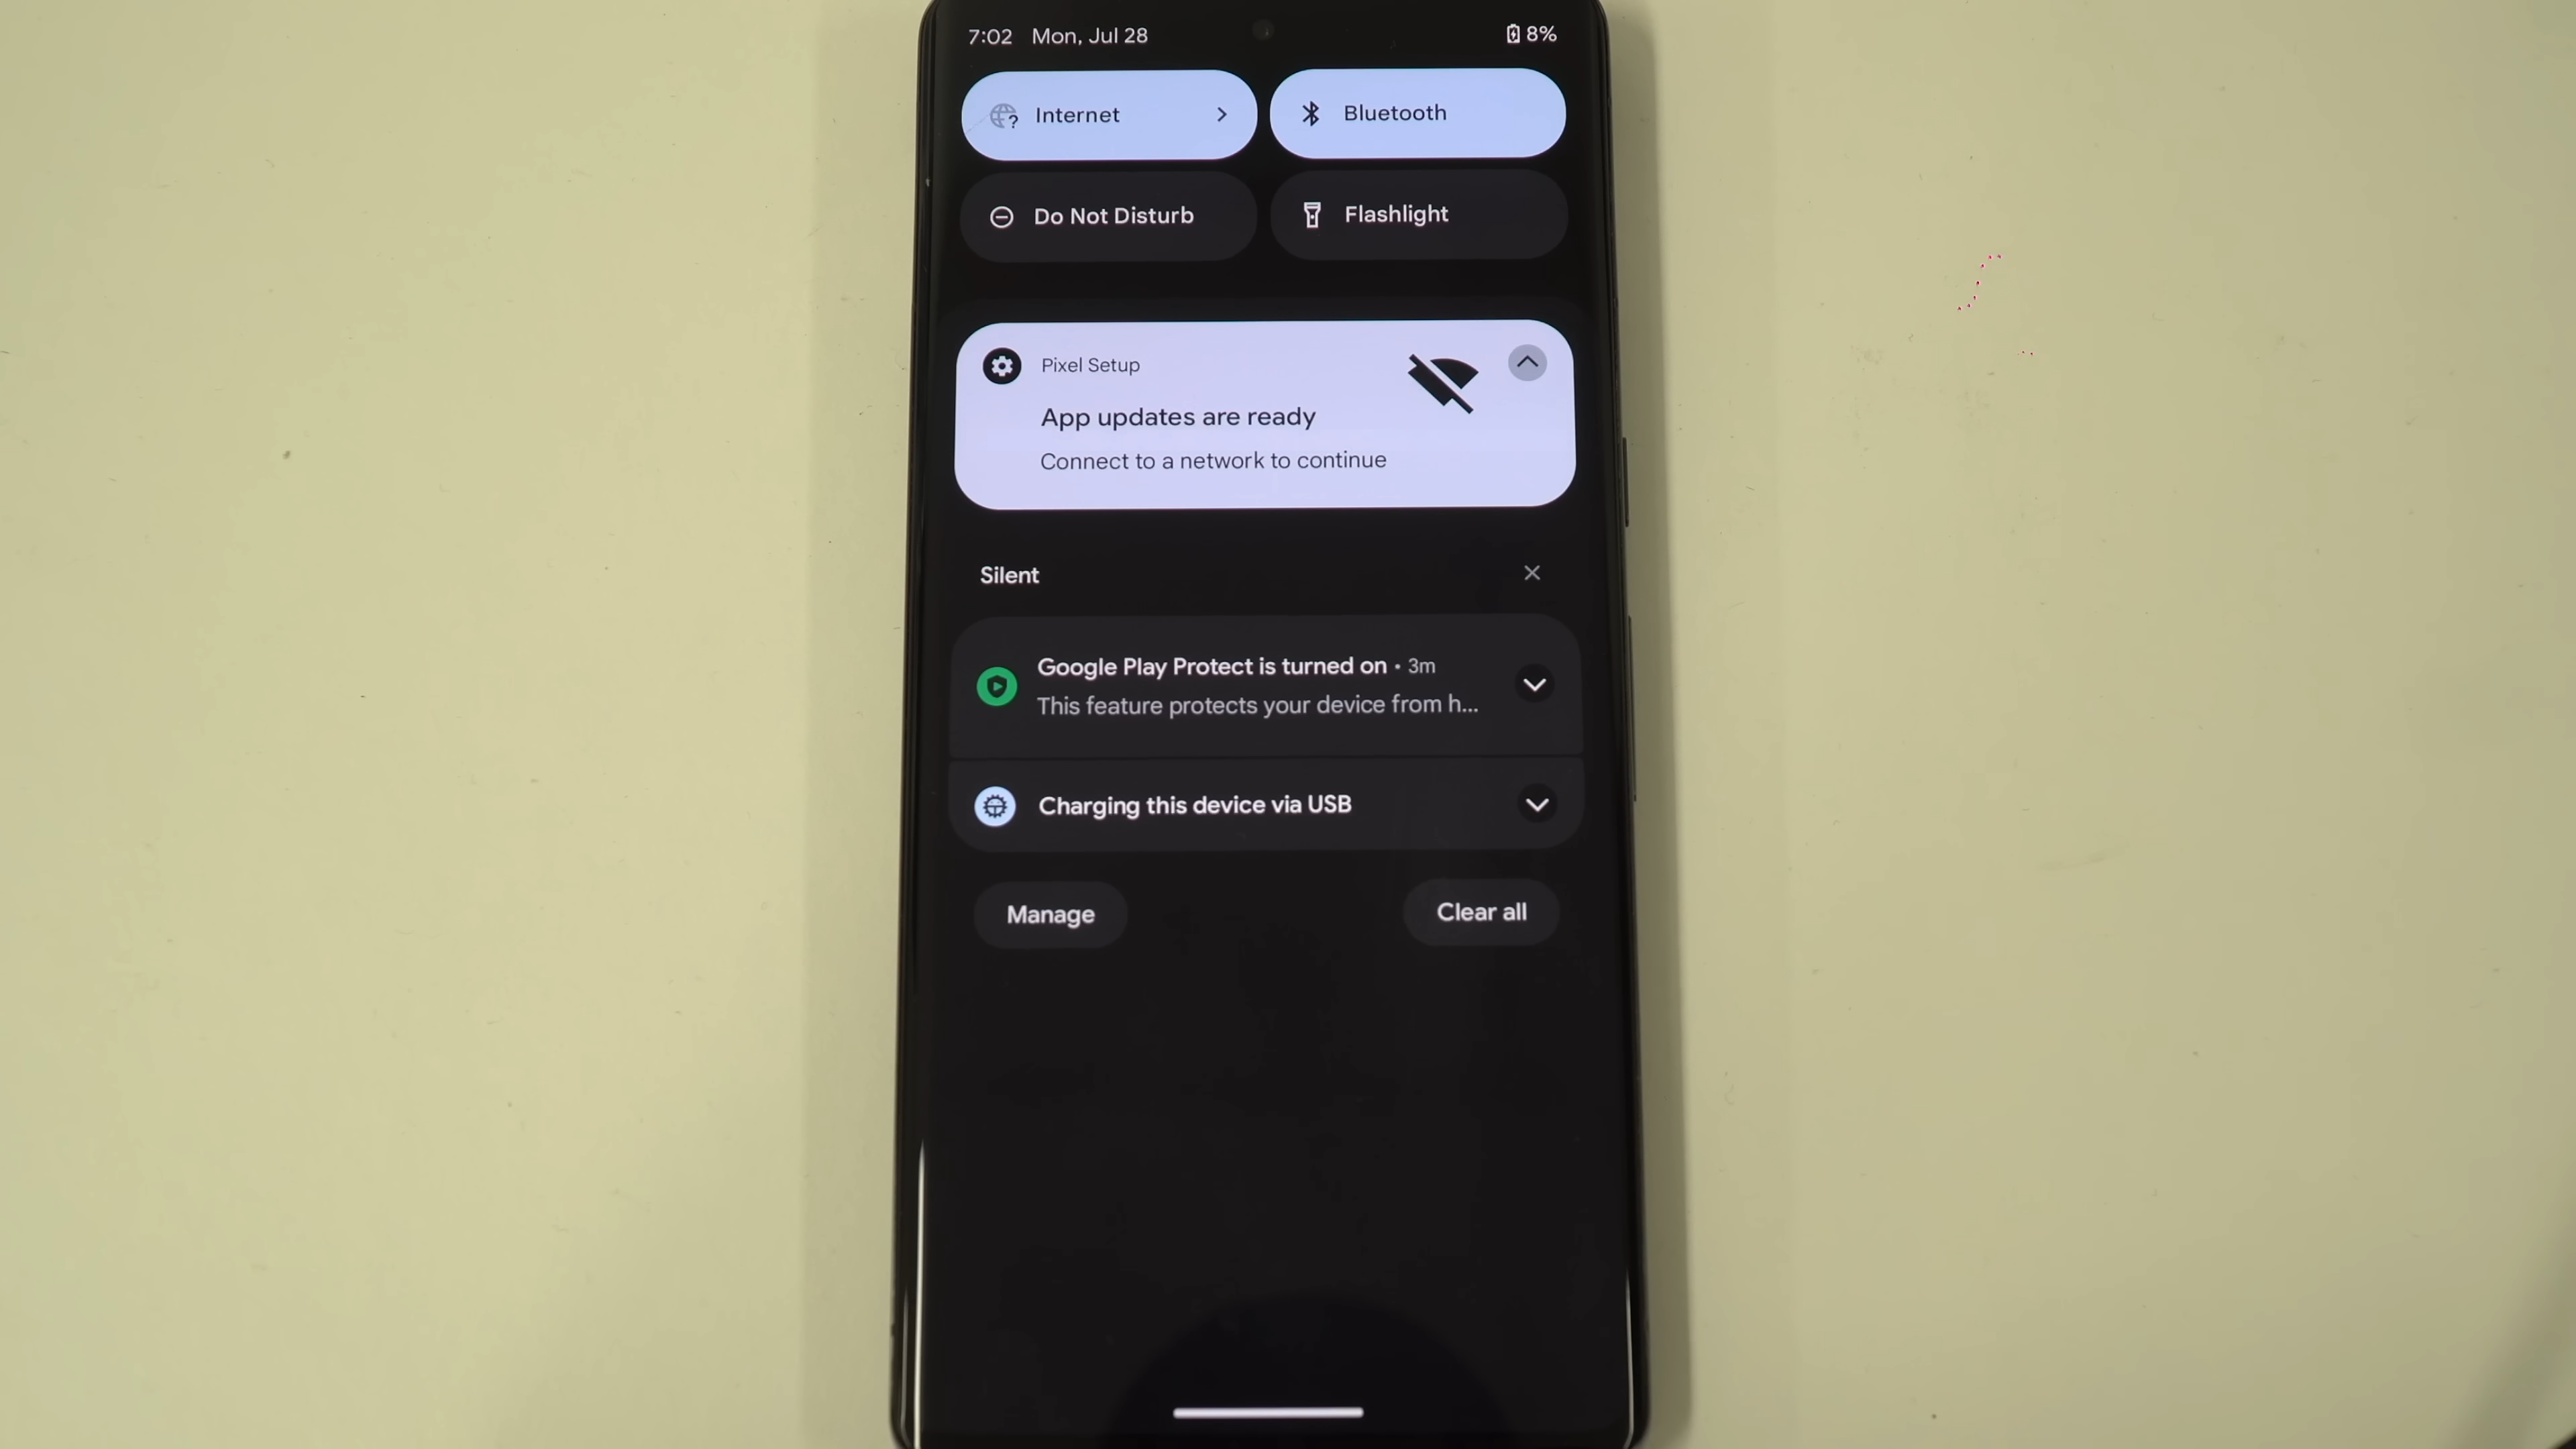 7:02 Mon, Jul 28 8%
Internet Bluetooth
Do Not Disturb Flashlight
Pixel Setup
App updates are ready
Connect to a network to continue
Silent
Google Play Protect is turned on • 3m
This feature protects your device from h...
Charging this device via USB
Manage Clear all